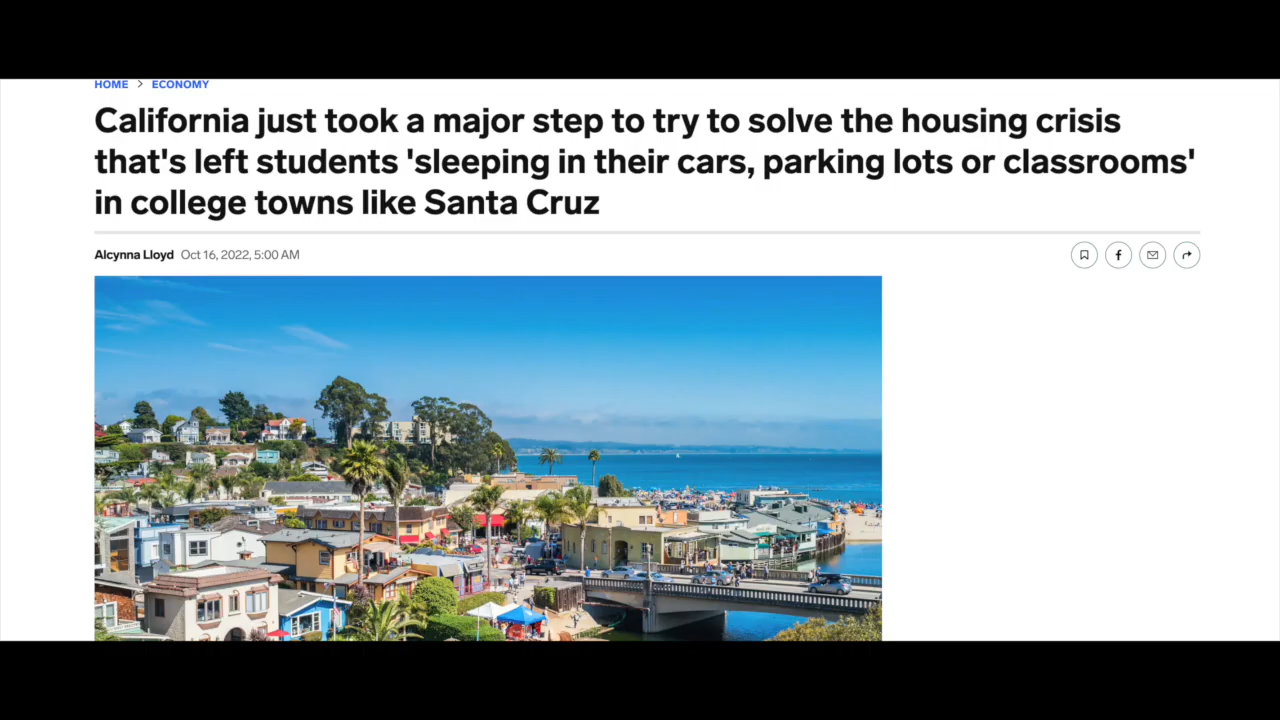 HOME > ECONOMY
California just took a major step to try to solve the housing crisis
that's left students 'sleeping in their cars, parking lots or classrooms'
in college towns like Santa Cruz
Alcynna Lloyd Oct 16, 2022, 5:00 AM